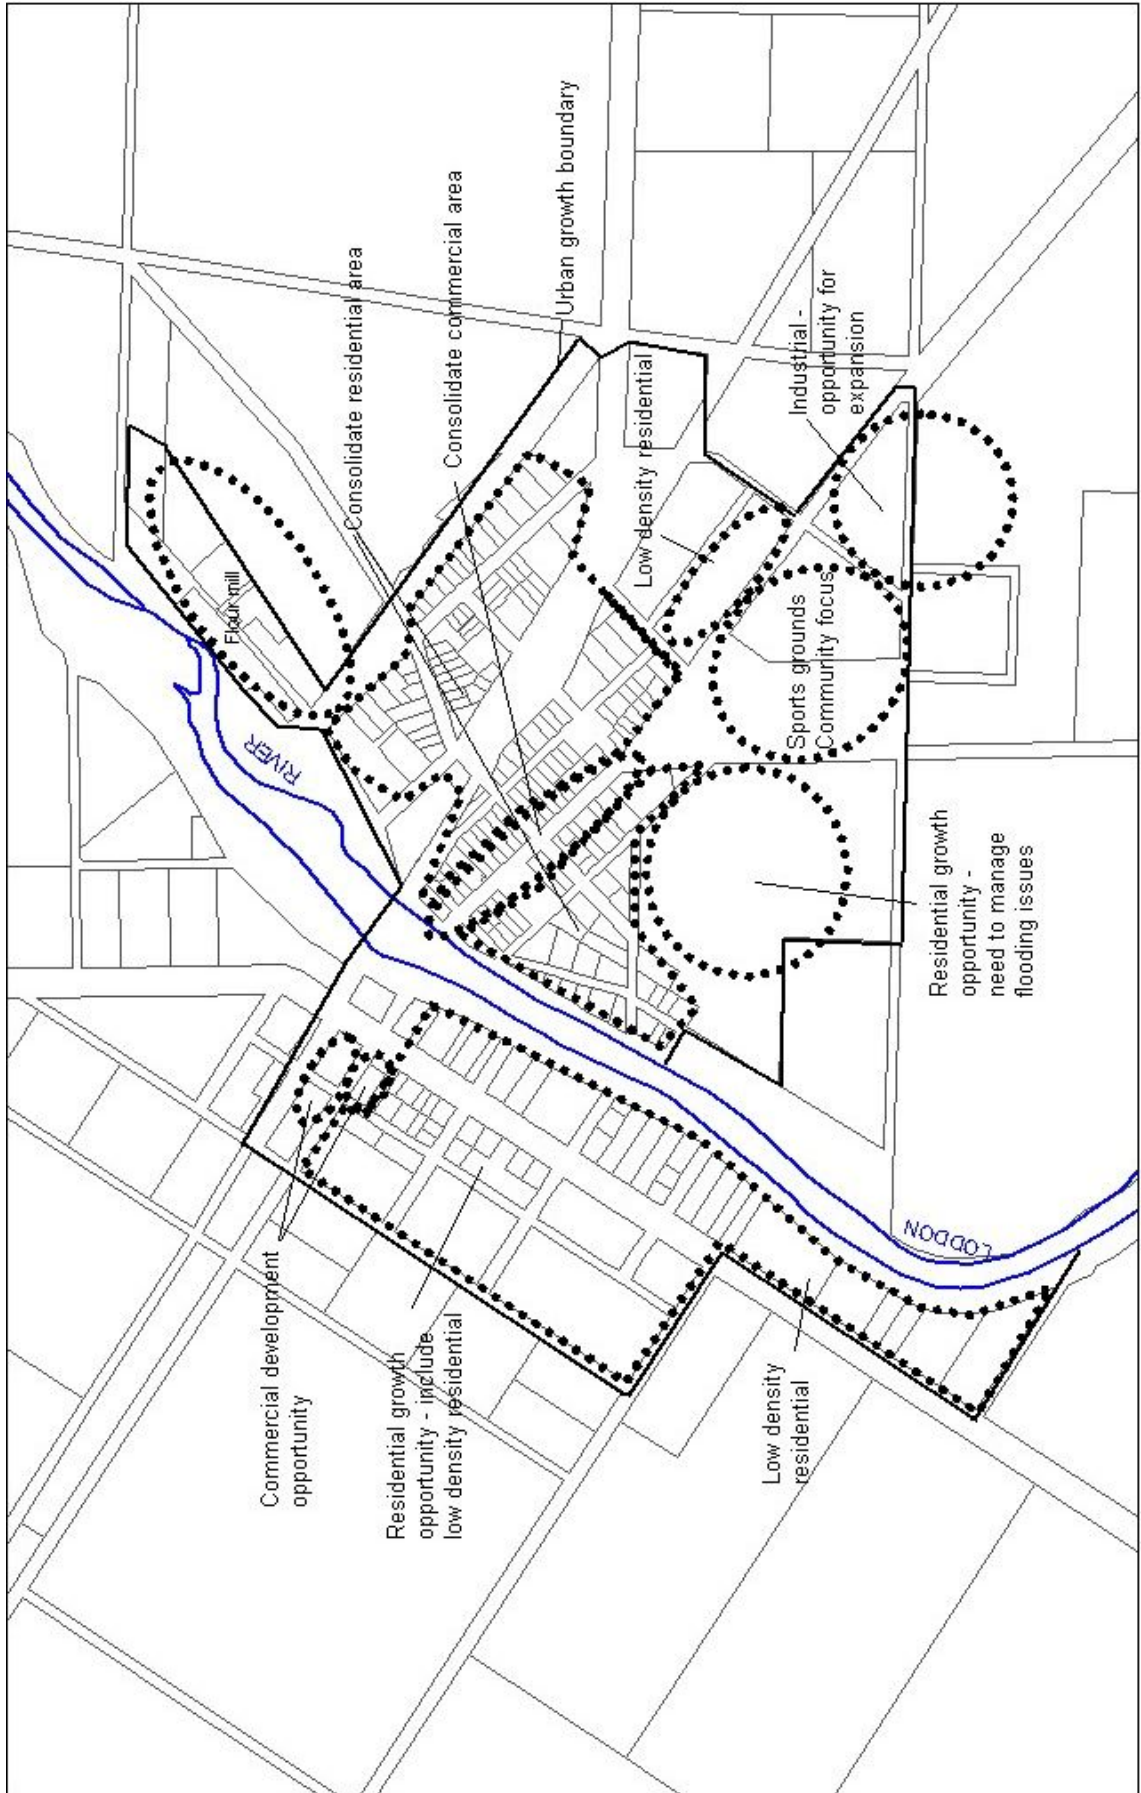 Urban growth boundary
Consolidate commercial area
Consolidate residential area
Industrial -
opportunity for
expansion
Low density residential
Flour mill
Sports grounds
Community focus
RIVER
Residential growth
opportunity -
need to manage
flooding issues
LODDON
Commercial development
opportunity
Residential growth
opportunity - include
low density residential
Low density
residential